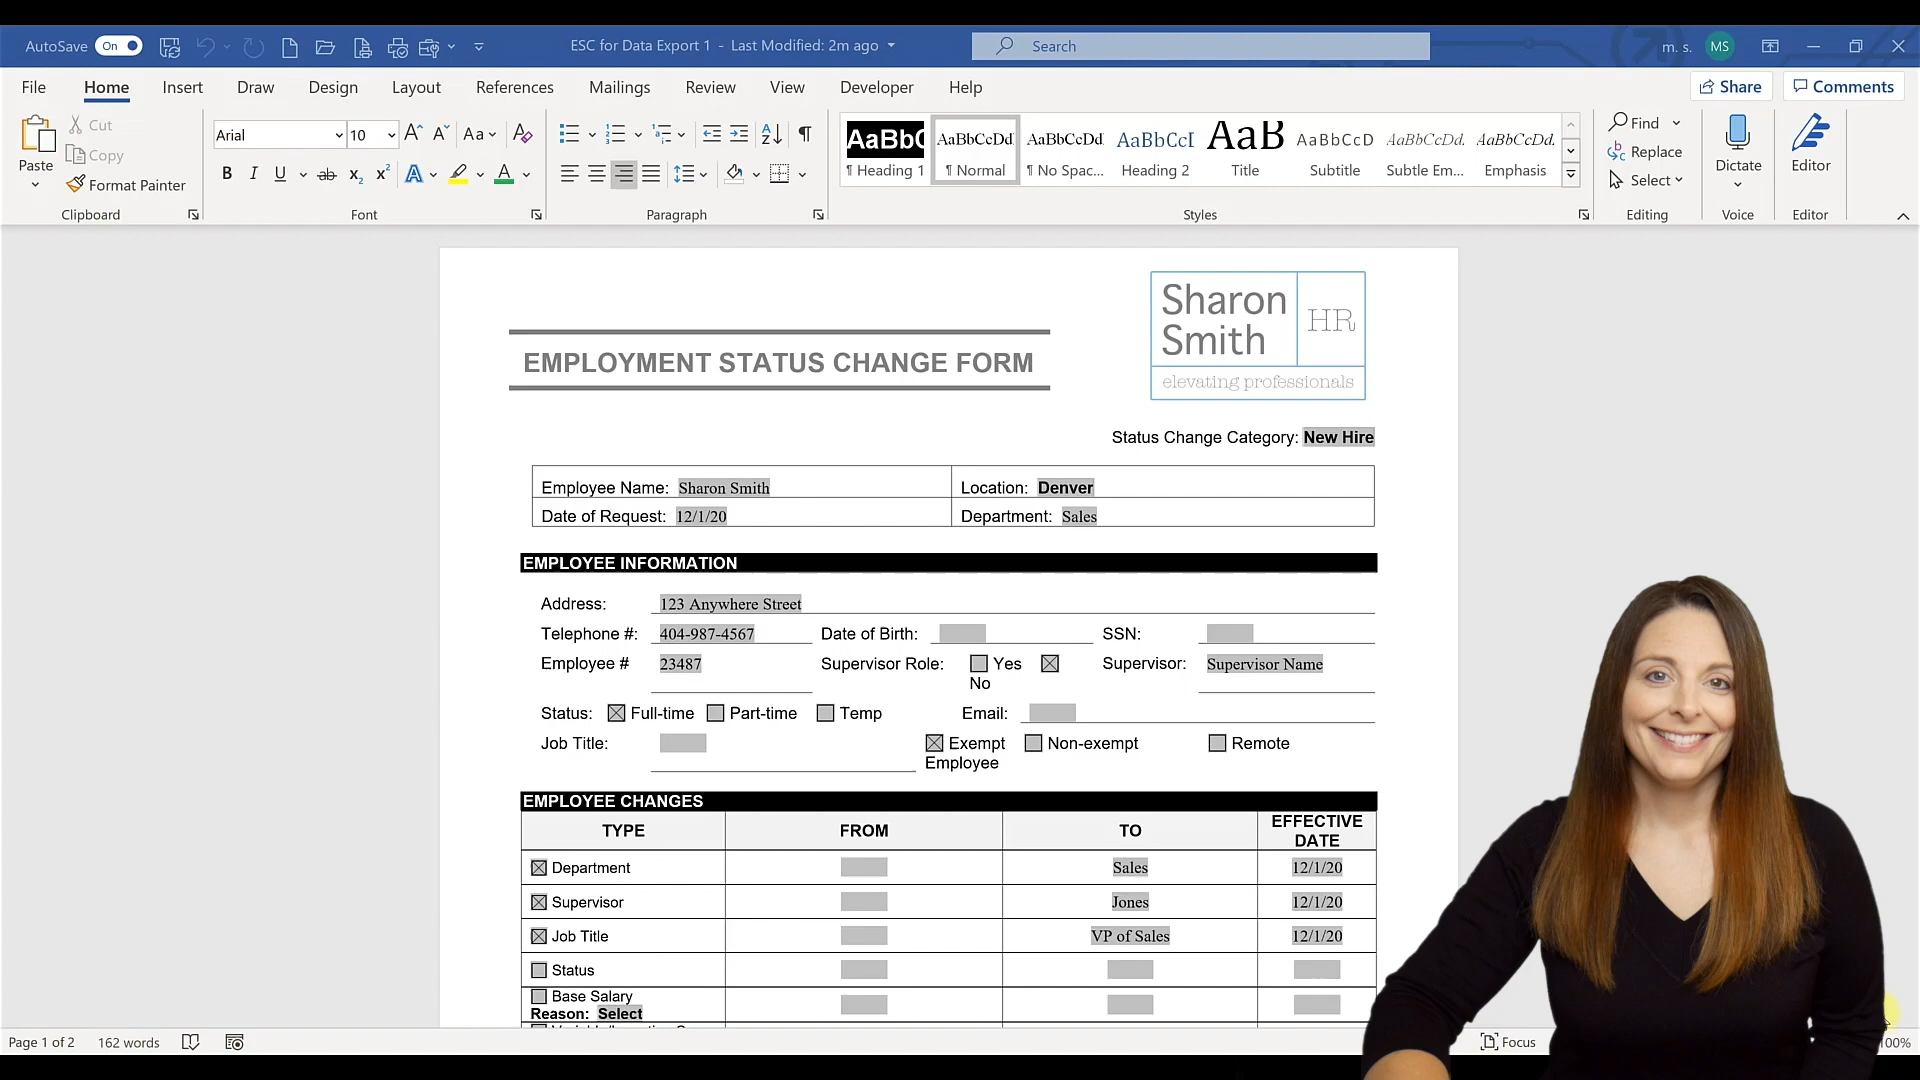 AutoSave On ESC for Data Export 1 - Last Modified: 2m ago Search m. s. MS
File Home Insert Draw Design Layout References Mailings Review View Developer Help Share Comments
Paste Cut Copy Format Painter Clipboard
Arial 10 Aa B I U ab x₂ x² A A Font
Paragraph
AaBbC AaBbCcDd AaBbCcDd AaBbCcI AaB AaBbCcD AaBbCcDd. AaBbCcDd.
¶ Heading 1 ¶ Normal ¶ No Spac... Heading 2 Title Subtitle Subtle Em... Emphasis
Styles
Find Replace Select Editing
Dictate Voice
Editor Editor
Sharon
Smith
HR
elevating professionals
EMPLOYMENT STATUS CHANGE FORM
Status Change Category: New Hire
Employee Name: Sharon Smith Location: Denver
Date of Request: 12/1/20 Department: Sales
EMPLOYEE INFORMATION
Address: 123 Anywhere Street
Telephone #: 404-987-4567 Date of Birth: SSN:
Employee # 23487 Supervisor Role: Yes Supervisor: Supervisor Name
No
Status: Full-time Part-time Temp Email:
Job Title: Exempt Non-exempt Remote
Employee
EMPLOYEE CHANGES
TYPE FROM TO EFFECTIVE DATE
Department Sales 12/1/20
Supervisor Jones 12/1/20
Job Title VP of Sales 12/1/20
Status
Base Salary
Reason: Select
Page 1 of 2 162 words Focus 100%